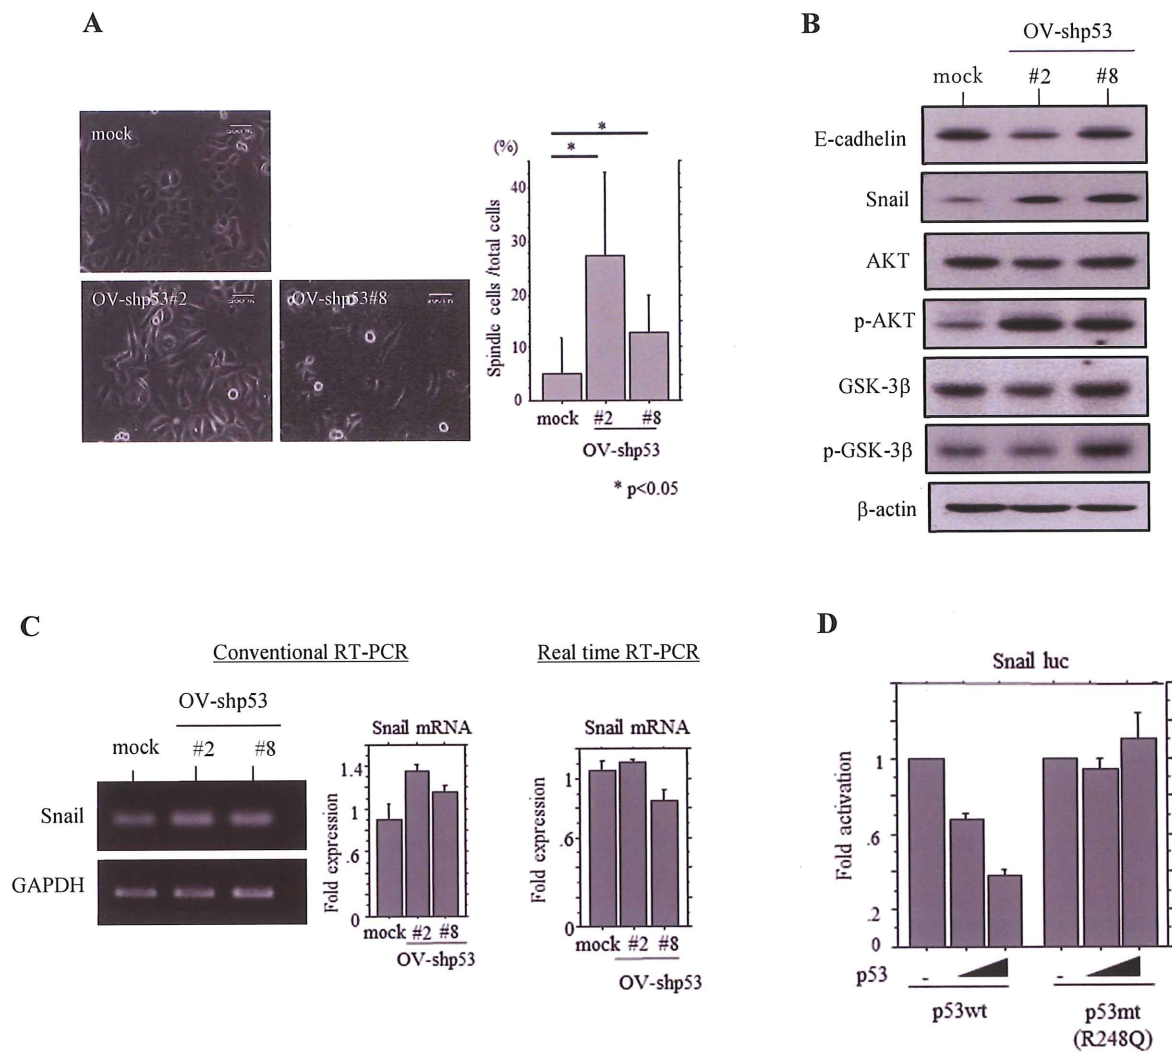 A
mock
OV-shp53#2
OV-shp53#8
(%)
*
*
40
30
20
10
0
Spindle cells /total cells
mock #2 #8
OV-shp53
* p<0.05
B
OV-shp53
mock #2 #8
E-cadhelin
Snail
AKT
p-AKT
GSK-3β
p-GSK-3β
β-actin
C
Conventional RT-PCR
OV-shp53
mock #2 #8
Snail
GAPDH
Snail mRNA
1.4
1
.6
0
Fold expression
mock #2 #8
OV-shp53
Real time RT-PCR
Snail mRNA
1
.6
0
Fold expression
mock #2 #8
OV-shp53
D
Snail luc
1
.6
.2
0
Fold activation
p53 - -
p53wt p53mt
(R248Q)